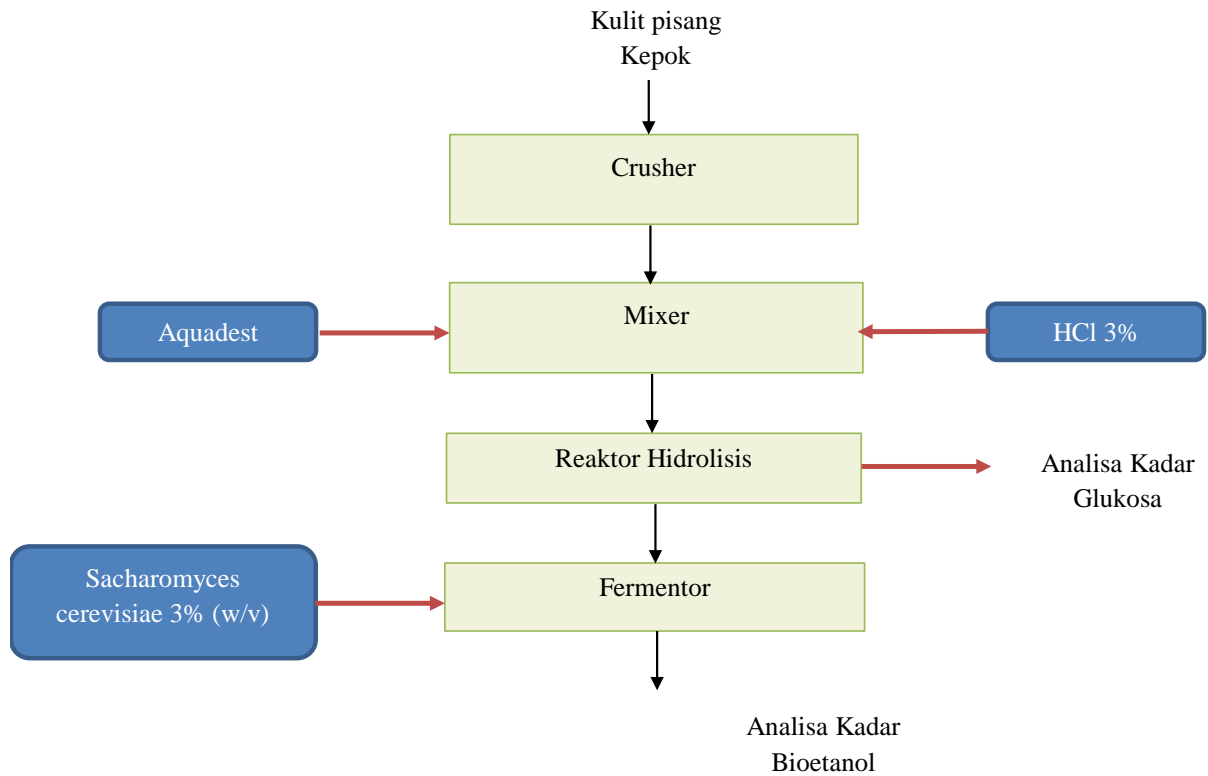 Kulit pisang
Kepok
Crusher
Aquadest
Mixer
HCl 3%
Reaktor Hidrolisis
Analisa Kadar
Glukosa
Sacharomyces
cerevisiae 3% (w/v)
Fermentor
Analisa Kadar
Bioetanol